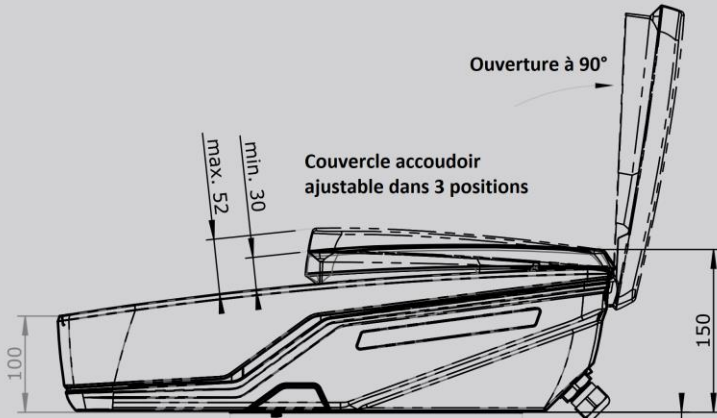 Ouverture à 90°
max. 52
min. 30
Couvercle accoudoir
ajustable dans 3 positions
100
150